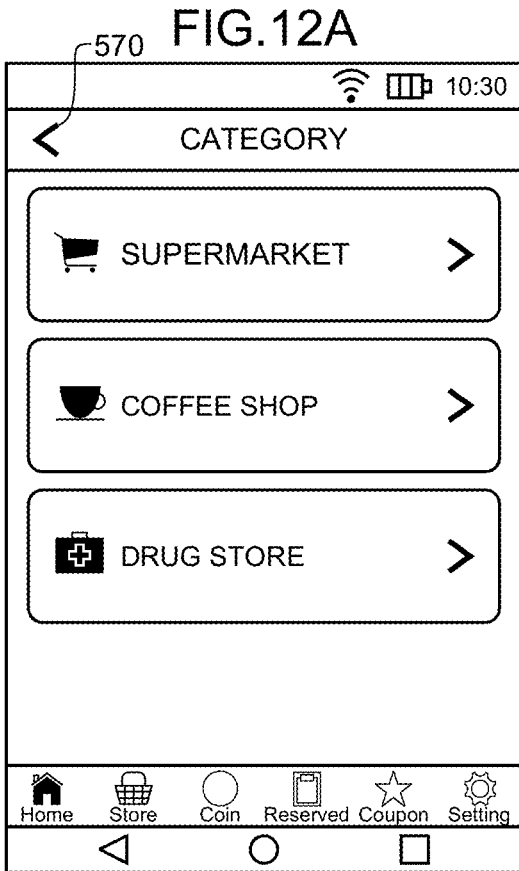 FIG.12A
570
10:30
CATEGORY
SUPERMARKET
COFFEE SHOP
DRUG STORE
Home Store Coin Reserved Coupon Setting